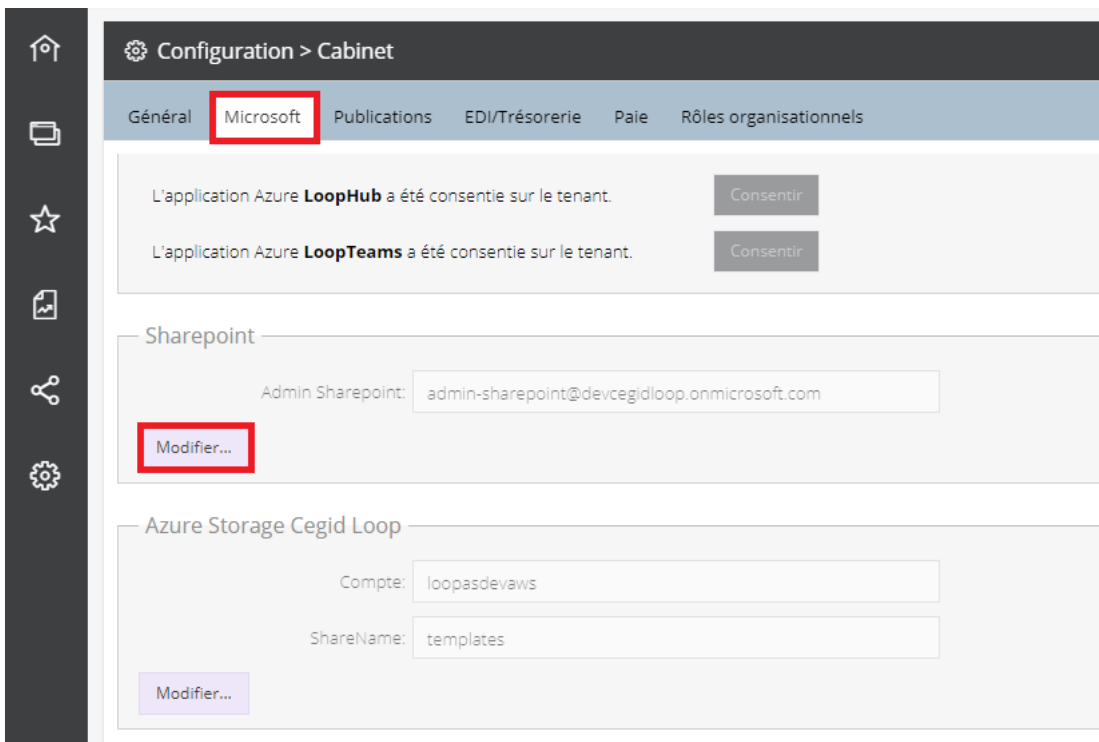 Configuration > Cabinet
Général Microsoft Publications EDI/Trésorerie Paie Rôles organisationnels
L'application Azure LoopHub a été consentie sur le tenant. Consentir
L'application Azure LoopTeams a été consentie sur le tenant. Consentir
Sharepoint
Admin Sharepoint: admin-sharepoint@devcegidloop.onmicrosoft.com
Modifier...
Azure Storage Cegid Loop
Compte: loopasdevaws
ShareName: templates
Modifier...